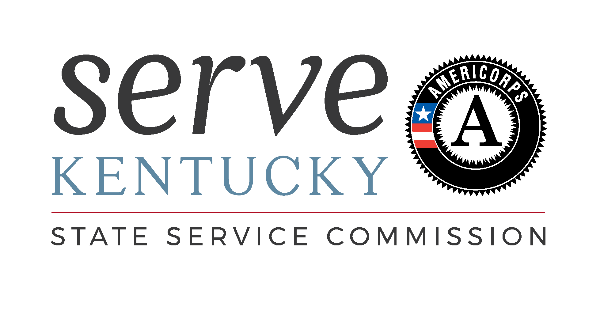 serve
KENTUCKY
AMERICORPS
A
STATE SERVICE COMMISSION